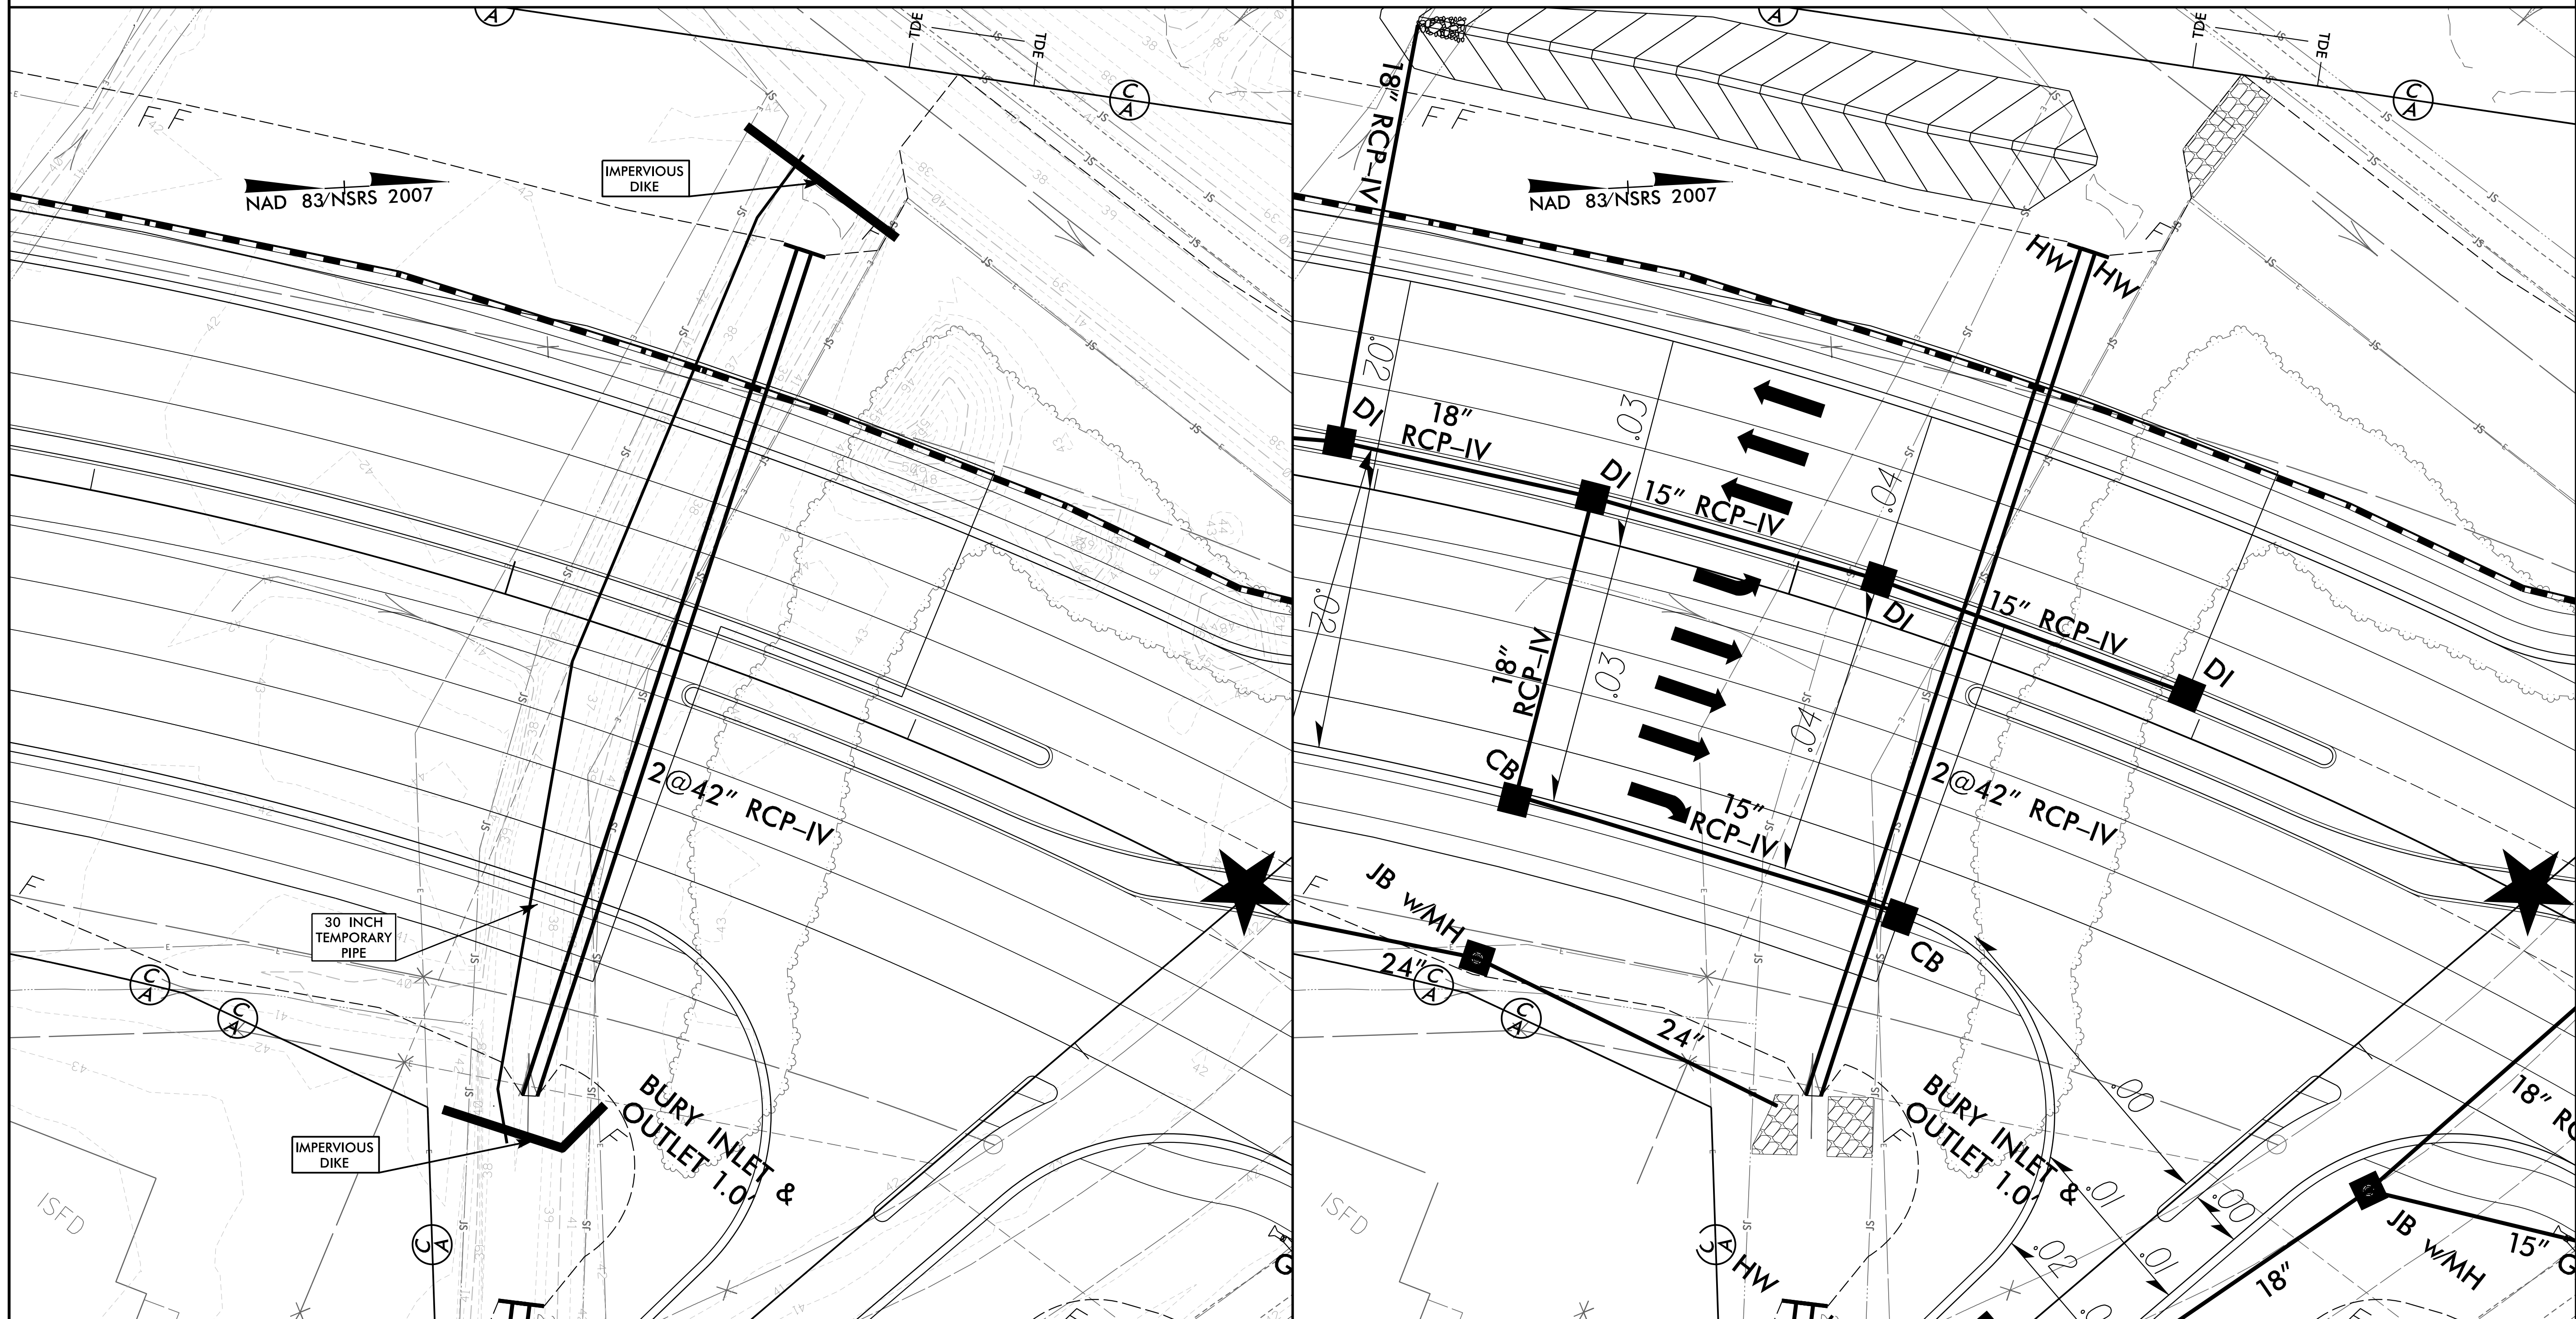 C
A
TDE
TDE
C
A
F F
NAD 83/NSRS 2007
IMPERVIOUS
DIKE
F
2@42" RCP–IV
F
30 INCH
TEMPORARY
PIPE
C
A
C
A
IMPERVIOUS
DIKE
BURY INLET &
OUTLET 1.0'
F
ISFD
C
A
G
A
TDE
TDE
C
A
18" RCP–IV
F F
NAD 83/NSRS 2007
HW
HW
F
.02
DI
18"
RCP–IV
.03
DI
15" RCP–IV
.04
DI
15" RCP–IV
DI
.02
18"
RCP–IV
.03
.04
CB
15"
RCP–IV
2@42" RCP–IV
F
JB w/MH
24"
C
A
C
A
24"
CB
BURY INLET &
OUTLET 1.0'
F
.00
.01
.00
.02
.01
18"
JB w/MH
15"
G
18"
ISFD
C
A
HW